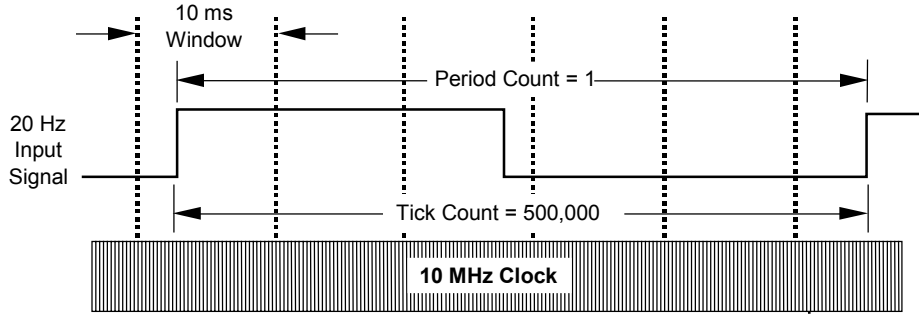 10 ms
Window
Period Count = 1
20 Hz
Input
Signal
Tick Count = 500,000
10 MHz Clock